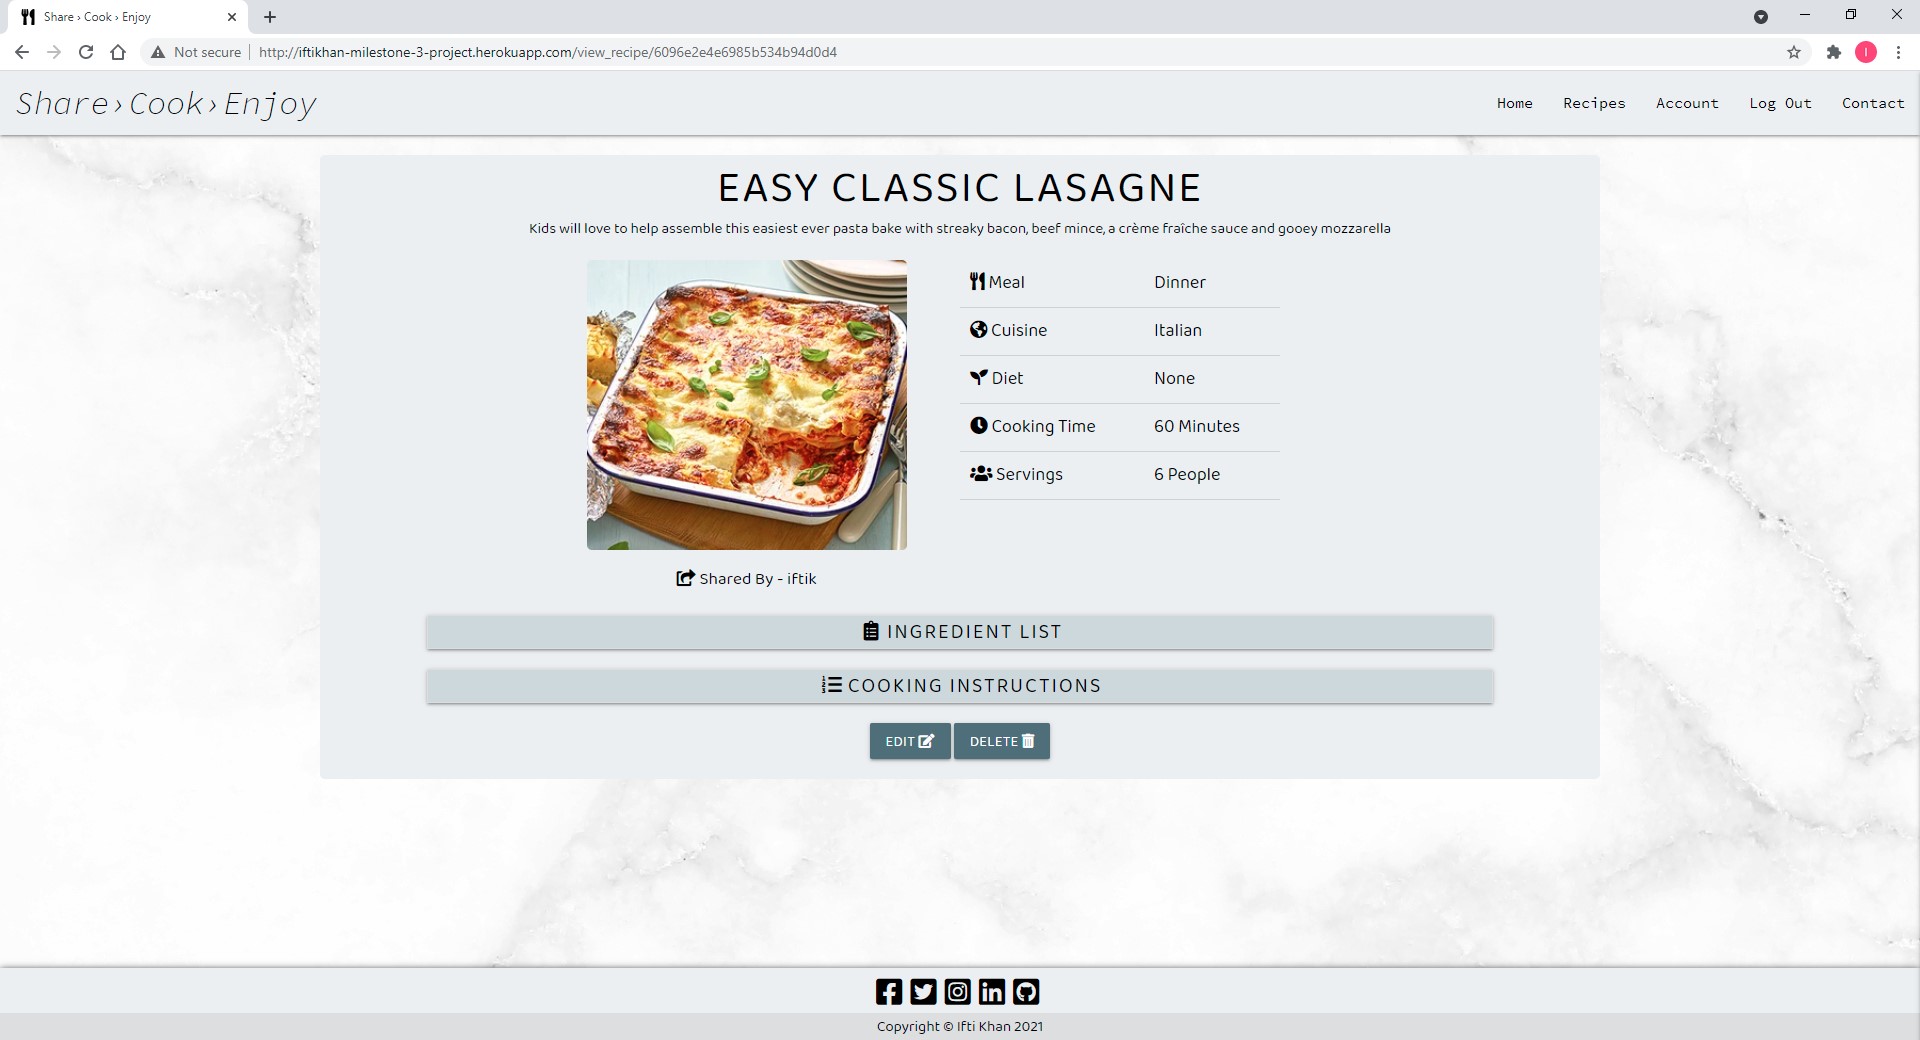 Share › Cook › Enjoy
Not secure
http://iftikhan-milestone-3-project.herokuapp.com/view_recipe/6096e2e4e6985b534b94d0d4
I
Share›Cook›Enjoy
Home Recipes Account Log Out Contact
EASY CLASSIC LASAGNE
Kids will love to help assemble this easiest ever pasta bake with streaky bacon, beef mince, a crème fraîche sauce and gooey mozzarella
Meal Dinner
Cuisine Italian
Diet None
Cooking Time 60 Minutes
Servings 6 People
Shared By - iftik
INGREDIENT LIST
COOKING INSTRUCTIONS
EDIT DELETE
Copyright © Ifti Khan 2021